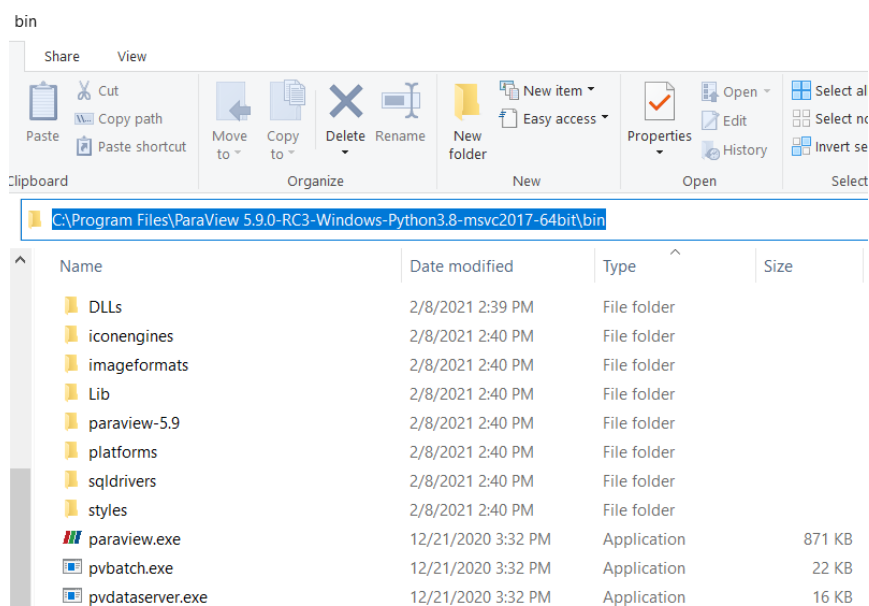 bin
Share View
Cut
Copy path
Paste shortcut
Paste
Move to
Copy to
Delete
Rename
New folder
New item
Easy access
Properties
Open
Edit
History
Select al
Select no
Invert se
Clipboard Organize New Open Select
C:\Program Files\ParaView 5.9.0-RC3-Windows-Python3.8-msvc2017-64bit\bin
Name Date modified Type Size
DLLs 2/8/2021 2:39 PM File folder
iconengines 2/8/2021 2:40 PM File folder
imageformats 2/8/2021 2:40 PM File folder
Lib 2/8/2021 2:40 PM File folder
paraview-5.9 2/8/2021 2:40 PM File folder
platforms 2/8/2021 2:40 PM File folder
sqldrivers 2/8/2021 2:40 PM File folder
styles 2/8/2021 2:40 PM File folder
paraview.exe 12/21/2020 3:32 PM Application 871 KB
pvbatch.exe 12/21/2020 3:32 PM Application 22 KB
pvdataserver.exe 12/21/2020 3:32 PM Application 16 KB